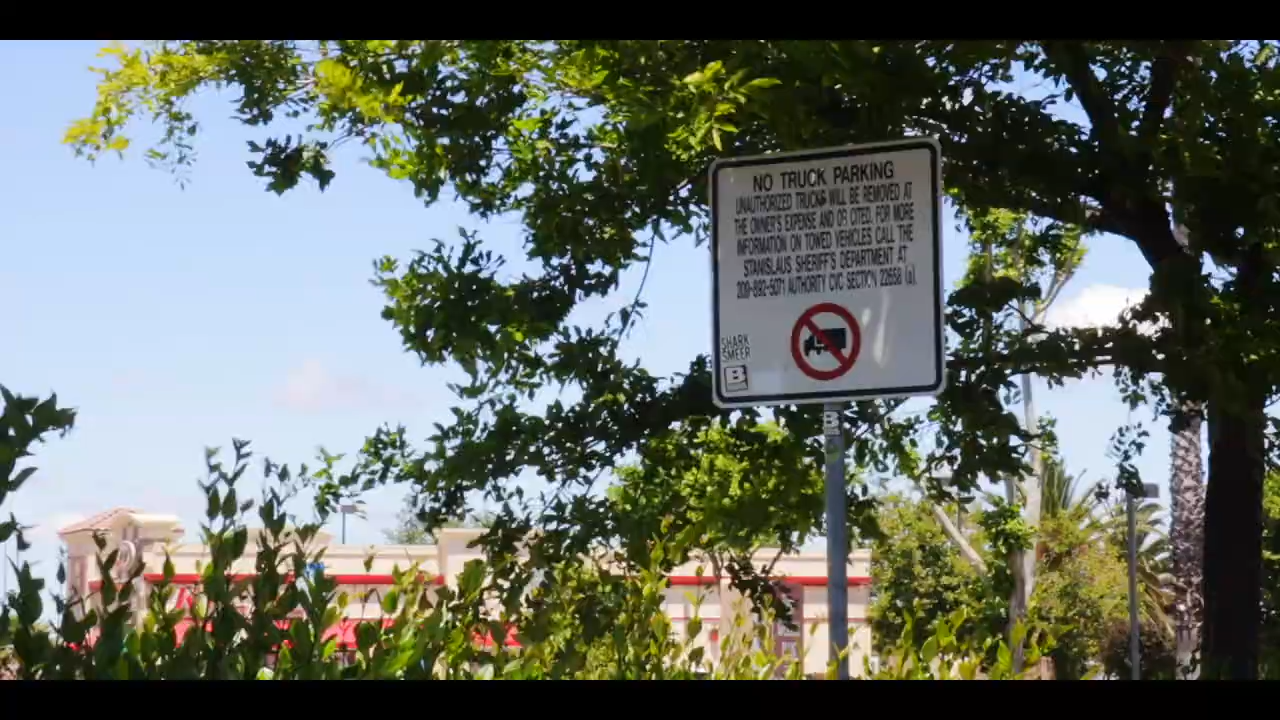 NO TRUCK PARKING
UNAUTHORIZED TRUCKS WILL BE REMOVED AT
THE OWNER'S EXPENSE AND OR CITED. FOR MORE
INFORMATION ON TOWED VEHICLES CALL THE
STANISLAUS SHERIFF'S DEPARTMENT AT
209-892-5071 AUTHORITY CVC SECTION 22658 (a).
SHARK
SMEER
B
B